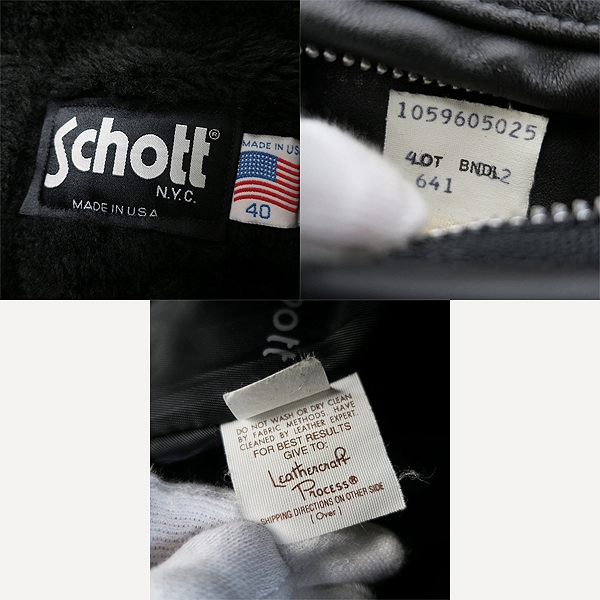 Schott®
N.Y.C.
MADE IN USA
MADE IN US
40
1059605025
LOT BNDL2
641
ott
DO NOT WASH OR DRY CLEAN
BY FABRIC METHODS. HAVE
CLEANED BY LEATHER EXPERT.
FOR BEST RESULTS
GIVE TO:
Leathercraft
Process®
SHIPPING DIRECTIONS ON OTHER SIDE
(Over)